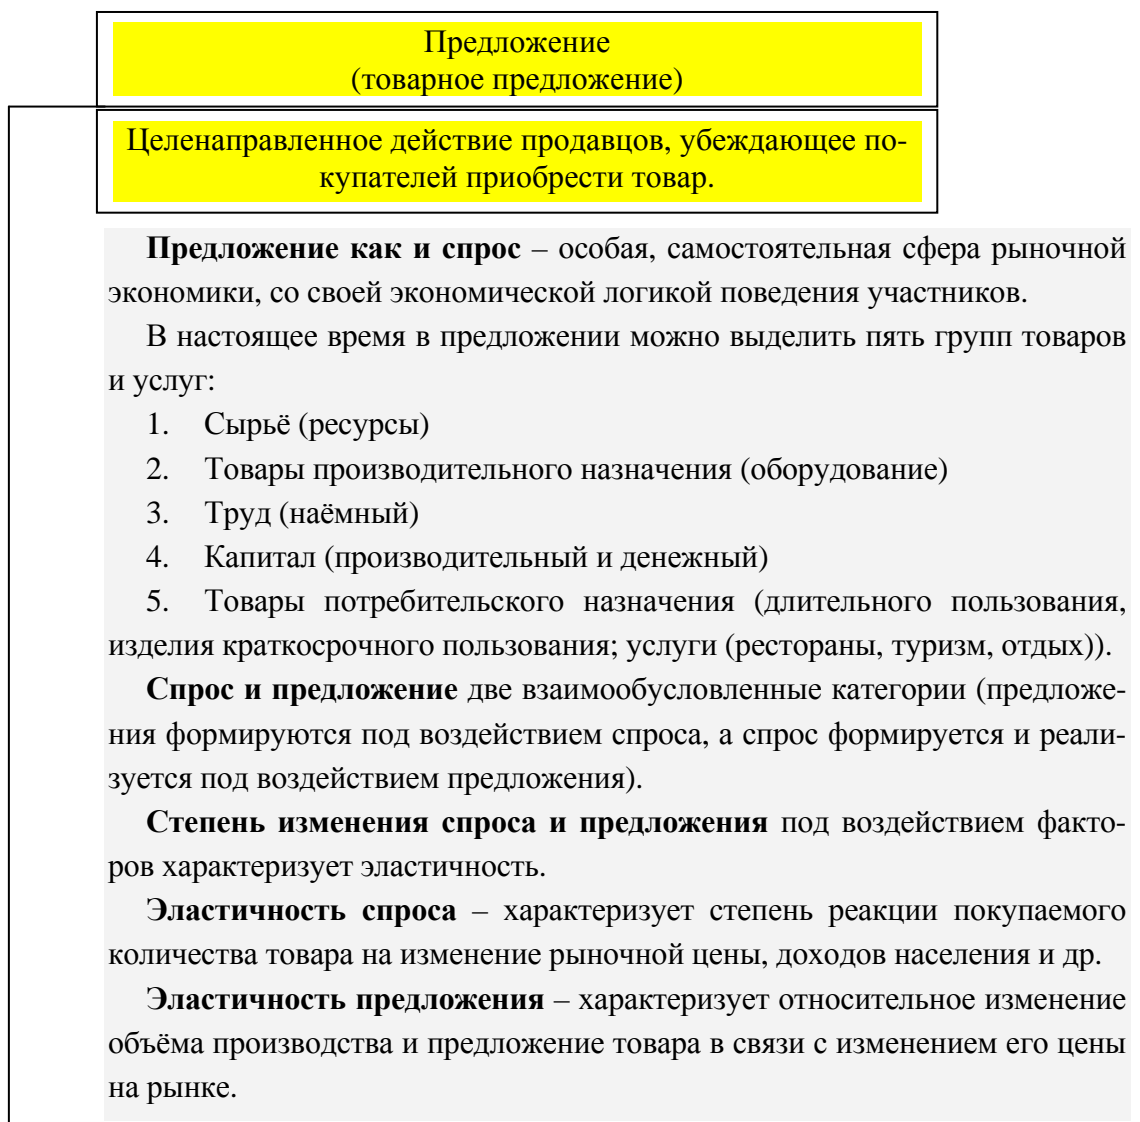 Предложение
(товарное предложение)
Целенаправленное действие продавцов, убеждающее по-
купателей приобрести товар.
Предложение как и спрос – особая, самостоятельная сфера рыночной
экономики, со своей экономической логикой поведения участников.
В настоящее время в предложении можно выделить пять групп товаров
и услуг:
1. Сырьё (ресурсы)
2. Товары производительного назначения (оборудование)
3. Труд (наёмный)
4. Капитал (производительный и денежный)
5. Товары потребительского назначения (длительного пользования,
изделия краткосрочного пользования; услуги (рестораны, туризм, отдых)).
Спрос и предложение две взаимообусловленные категории (предложе-
ния формируются под воздействием спроса, а спрос формируется и реали-
зуется под воздействием предложения).
Степень изменения спроса и предложения под воздействием факто-
ров характеризует эластичность.
Эластичность спроса – характеризует степень реакции покупаемого
количества товара на изменение рыночной цены, доходов населения и др.
Эластичность предложения – характеризует относительное изменение
объёма производства и предложение товара в связи с изменением его цены
на рынке.